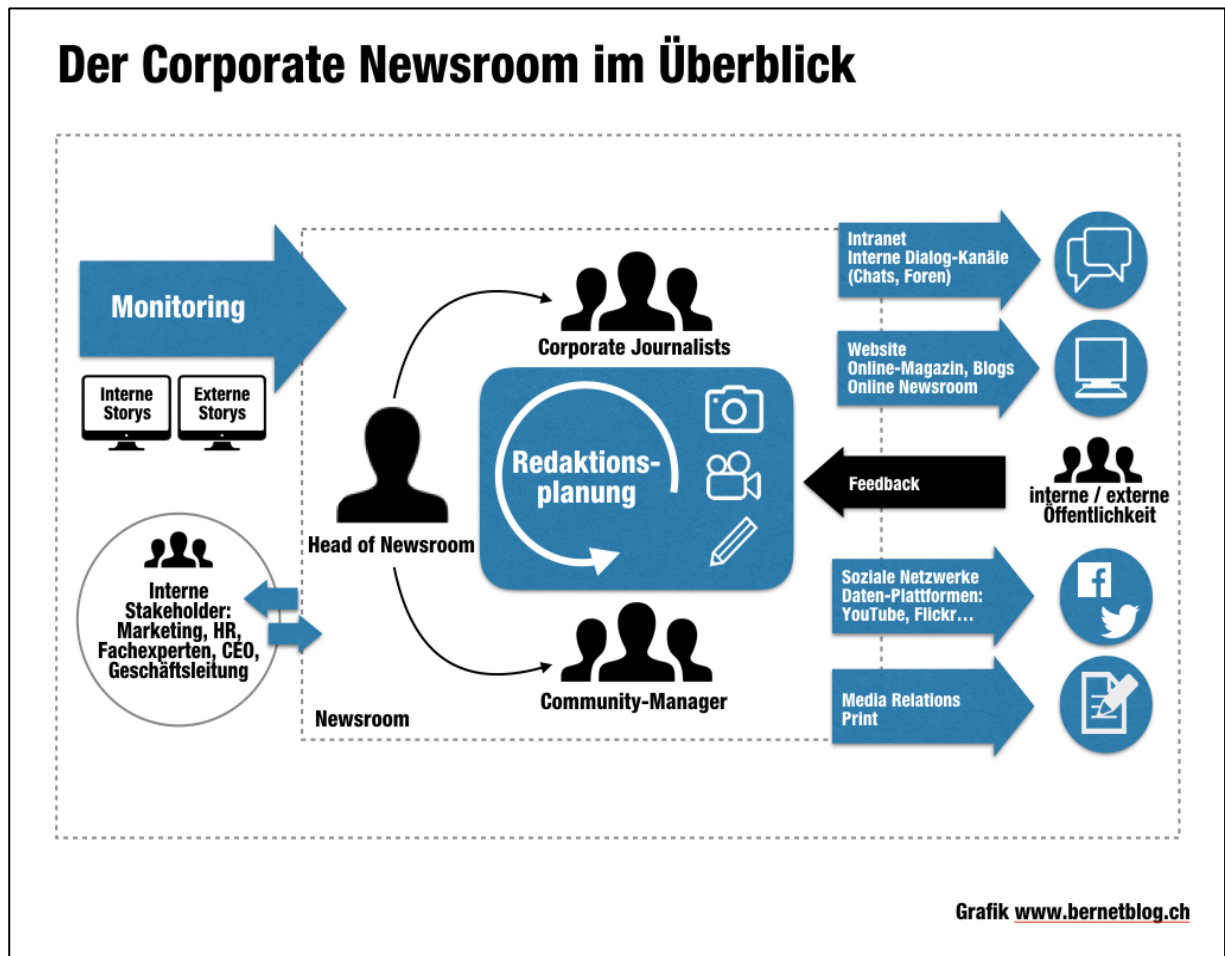 Der Corporate Newsroom im Überblick
Monitoring
Interne
Storys
Externe
Storys
Interne
Stakeholder:
Marketing, HR,
Fachexperten, CEO,
Geschäftsleitung
Newsroom
Head of Newsroom
Corporate Journalists
Redaktions-
planung
Community-Manager
Intranet
Interne Dialog-Kanäle
(Chats, Foren)
Website
Online-Magazin, Blogs
Online Newsroom
Feedback
interne / externe
Öffentlichkeit
Soziale Netzwerke
Daten-Plattformen:
YouTube, Flickr...
Media Relations
Print
Grafik www.bernetblog.ch